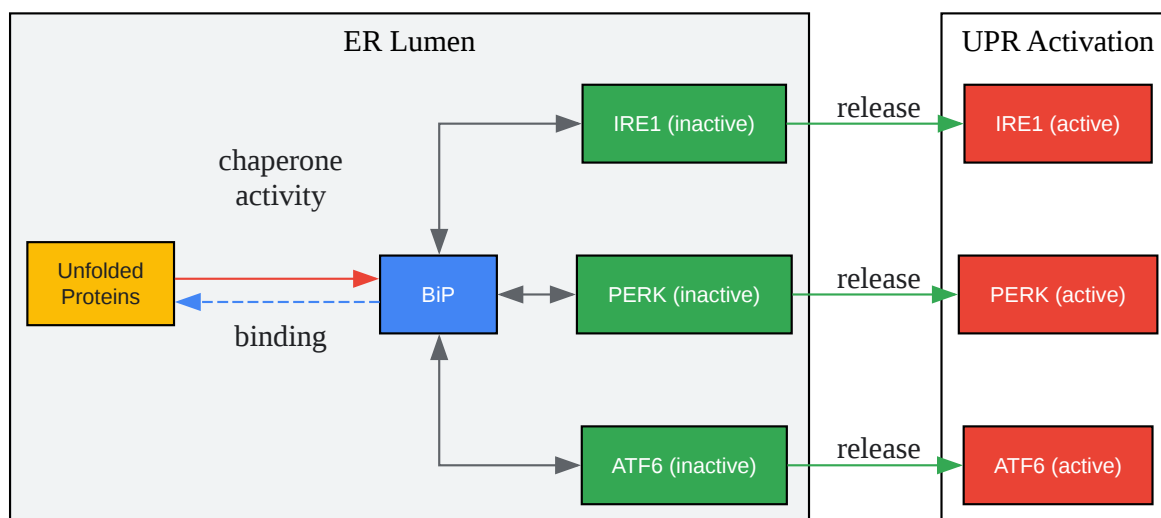 ER Lumen
UPR Activation
IRE1 (inactive)
release
IRE1 (active)
chaperone
activity
Unfolded
Proteins
BiP
PERK (inactive)
release
PERK (active)
binding
ATF6 (inactive)
release
ATF6 (active)